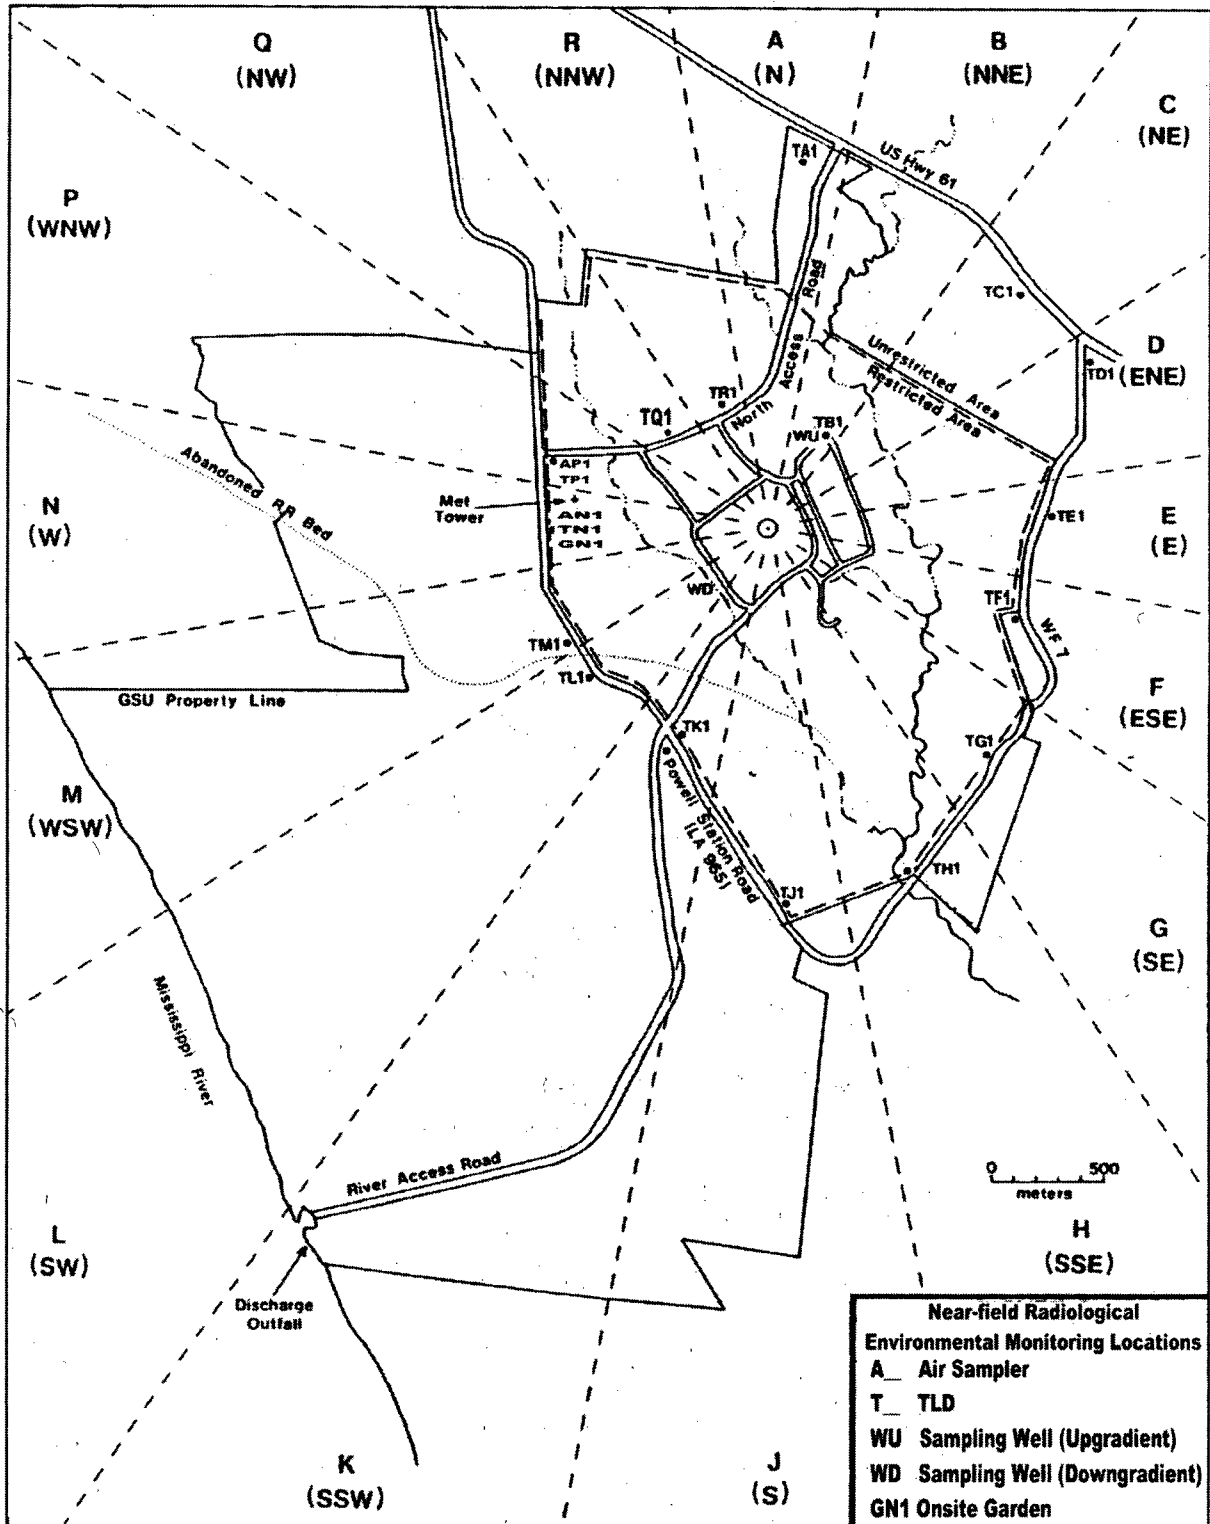 Q
(NW)
R
(NNW)
A
(N)
B
(NNE)
C
(NE)
P
(WNW)
TA1
US Hwy 61
North Access Road
TC1
Unrestricted Area
Restricted Area
D
(ENE)
TD1
TR1
TQ1
TB1
WU
AP1
TP1
Met
Tower
AN1
TN1
GN1
Abandoned RR Bed
N
(W)
E
(E)
TE1
WD
TF1
WF 7
TM1
TL1
GSU Property Line
F
(ESE)
TK1
TG1
Powell Station Road
(LA 965)
M
(WSW)
TH1
TJ1
G
(SE)
Mississippi River
River Access Road
0 500
meters
L
(SW)
H
(SSE)
Discharge
Outfall
K
(SSW)
J
(S)
Near-field Radiological
Environmental Monitoring Locations
A_ Air Sampler
T_ TLD
WU Sampling Well (Upgradient)
WD Sampling Well (Downgradient)
GN1 Onsite Garden